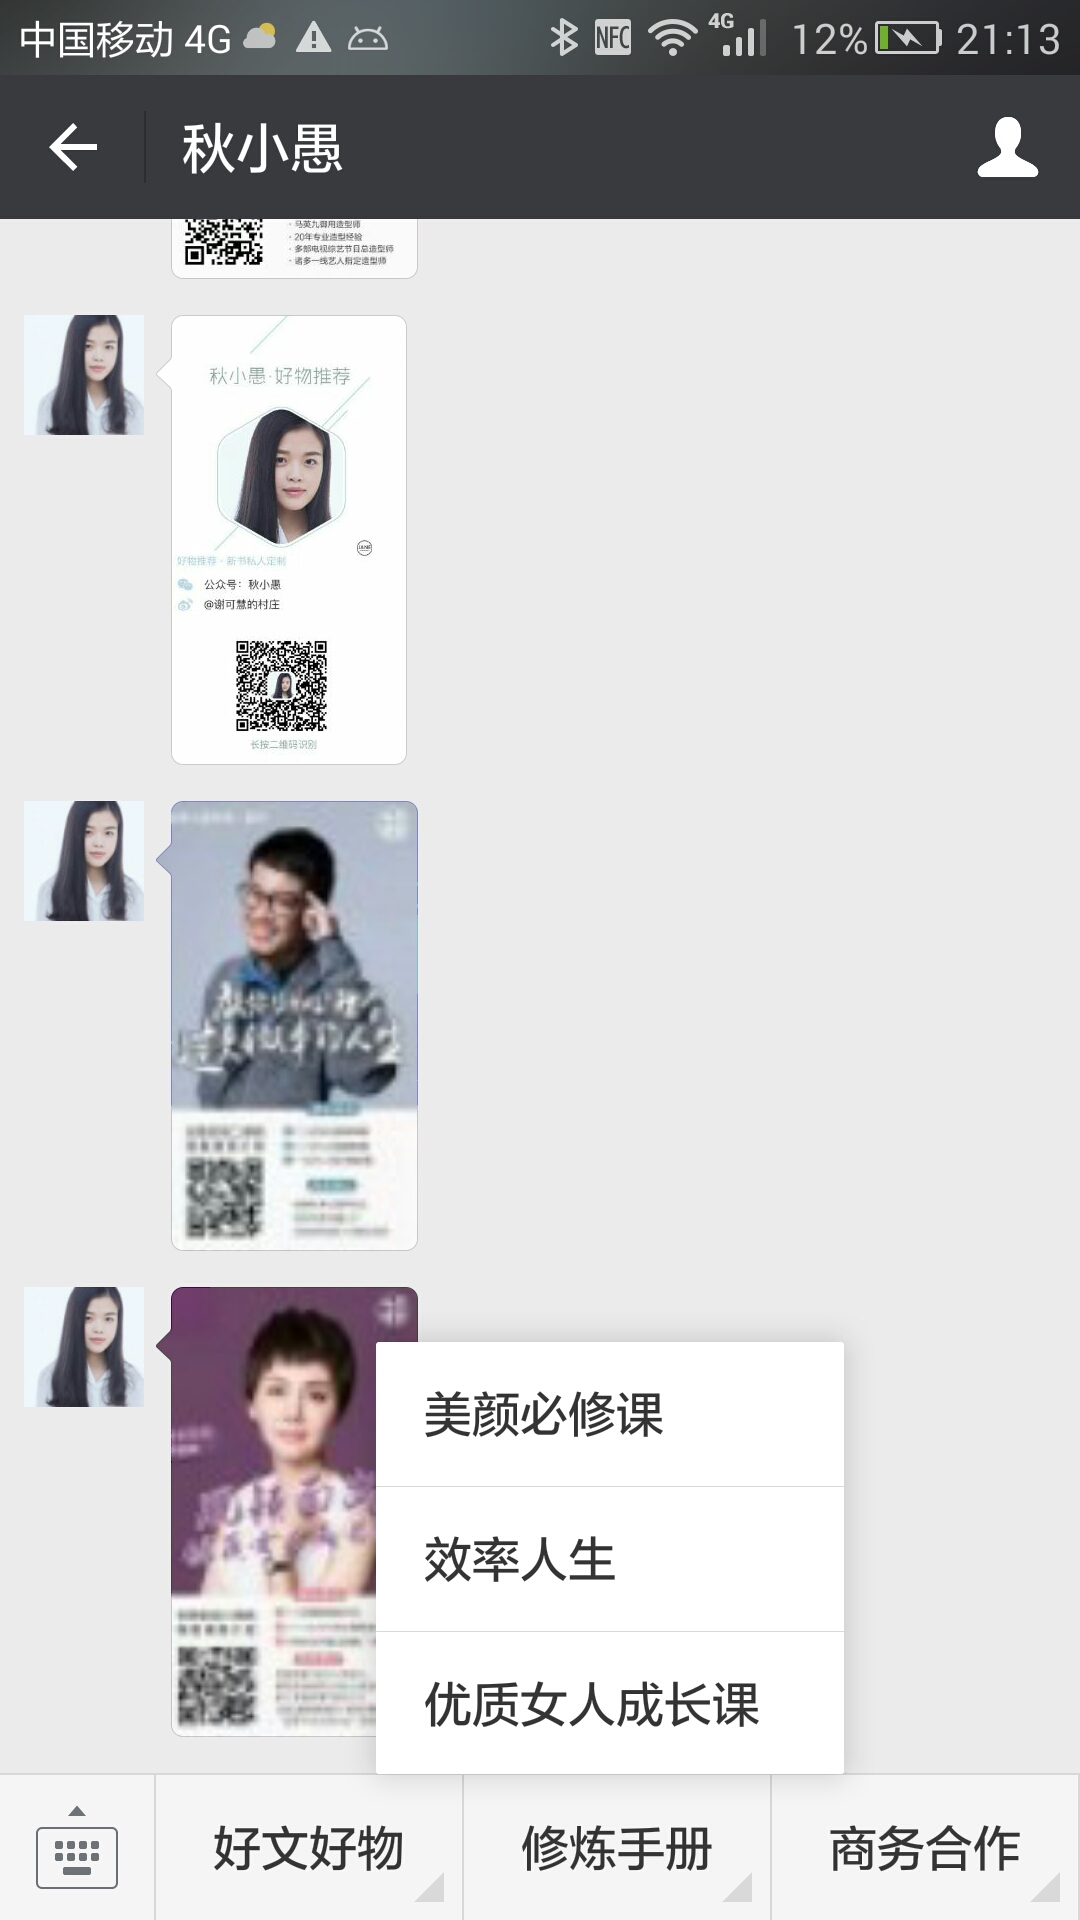 中国移动 4G
NFC
4G
12%
21:13
秋小愚
·马英九御用造型师
·20年专业造型经验
·多部电视综艺节目总造型师
·诸多一线艺人指定造型师
秋小愚·好物推荐
好物推荐·新书私人定制
公众号：秋小愚
@谢可慧的村庄
长按二维码识别
美颜必修课
效率人生
优质女人成长课
好文好物
修炼手册
商务合作